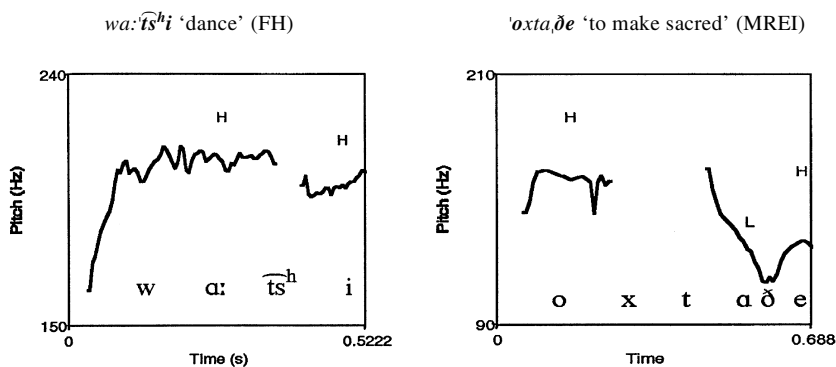 wa:ˈt͡sʰi ‘dance’ (FH)
240
H
H
Pitch (Hz)
w ɑː t͡sʰ i
150
0 0.5222
Time (s)
ˈoxtaˌðe ‘to make sacred’ (MREI)
210
H
H
L
Pitch (Hz)
o x t ɑ ð e
90
0 0.688
Time